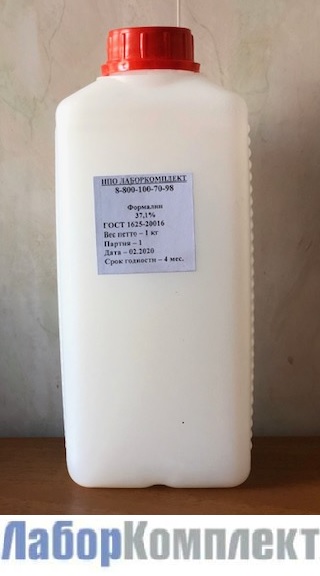 НПО ЛАБОРКОМПЛЕКТ
8-800-100-70-98
Формалин
37,1%
ГОСТ 1625-20016
Вес нетто – 1 кг
Партия – 1
Дата – 02.2020
Срок годности – 4 мес.
ЛаборКомплект